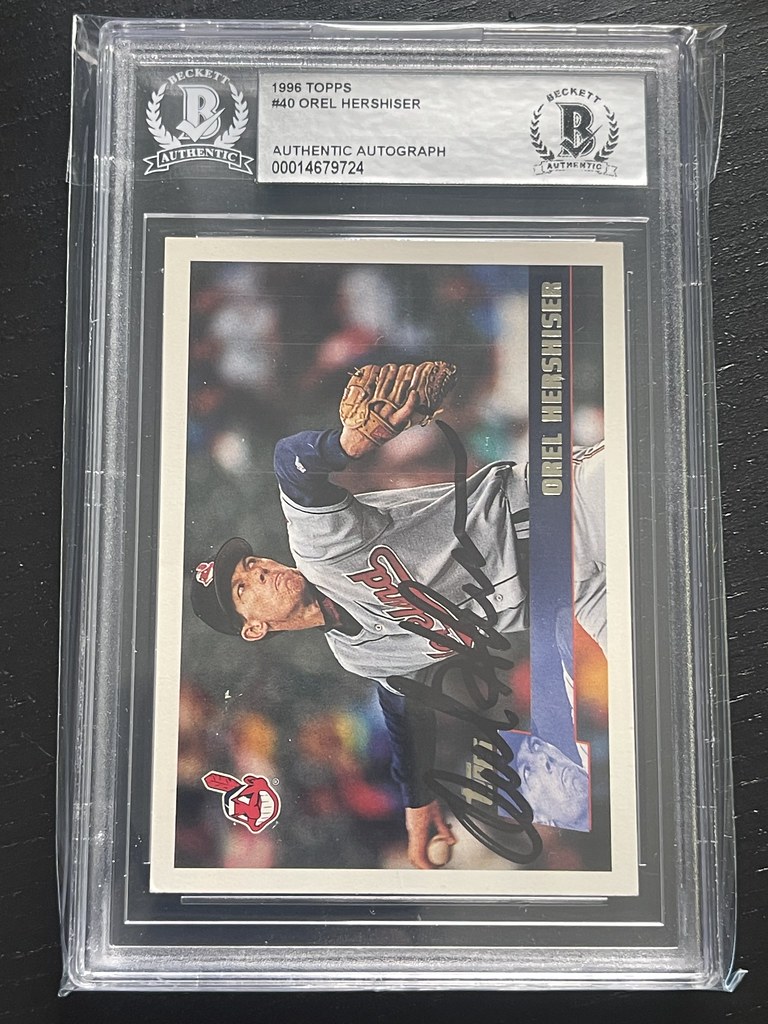 BECKETT
B
AUTHENTIC
1996 TOPPS
#40 OREL HERSHISER
AUTHENTIC AUTOGRAPH
00014679724
BECKETT
B
AUTHENTIC
OREL HERSHISER